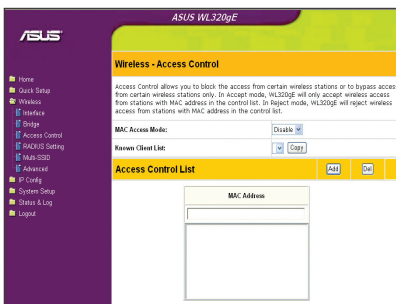 ASUS WL320gE
ASUS
Home
Quick Setup
Wireless
Interface
Bridge
Access Control
RADIUS Setting
Multi-SSID
Advanced
IP Config
System Setup
Status & Log
Logout
Wireless - Access Control
Access Control allows you to block the access from certain wireless stations or to bypass acces
from certain wireless stations only. In Accept mode, WL320gE will only accept wireless access
from stations with MAC address in the control list. In Reject mode, WL320gE will reject wireless
access from stations with MAC address in the control list.
MAC Access Mode: Disable
Known Client List: Copy
Access Control List Add Del
MAC Address